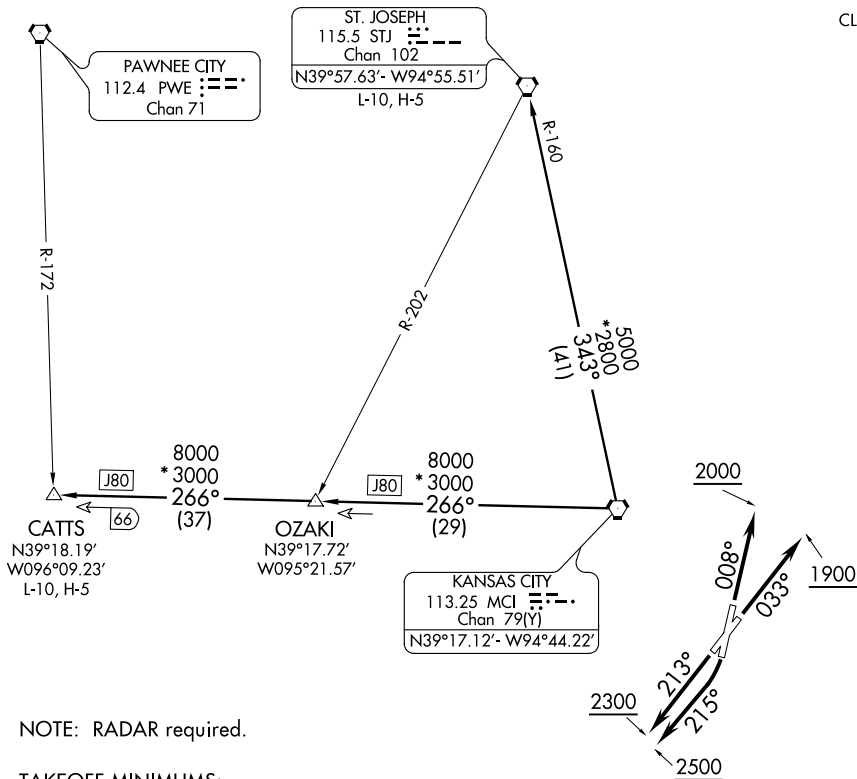 CL
ST. JOSEPH
115.5 STJ
Chan 102
N39°57.63′- W94°55.51′
L-10, H-5
PAWNEE CITY
112.4 PWE
Chan 71
R-160
R-172
R-202
5000
*2800
343°
(41)
8000
*3000
J80
266°
(37)
8000
*3000
J80
266°
(29)
66
CATTS
N39°18.19′
W096°09.23′
L-10, H-5
OZAKI
N39°17.72′
W095°21.57′
KANSAS CITY
113.25 MCI
Chan 79(Y)
N39°17.12′- W94°44.22′
2000
008°
033°
1900
213°
215°
2300
2500
NOTE: RADAR required.
TAKEOFF MINIMUMS: